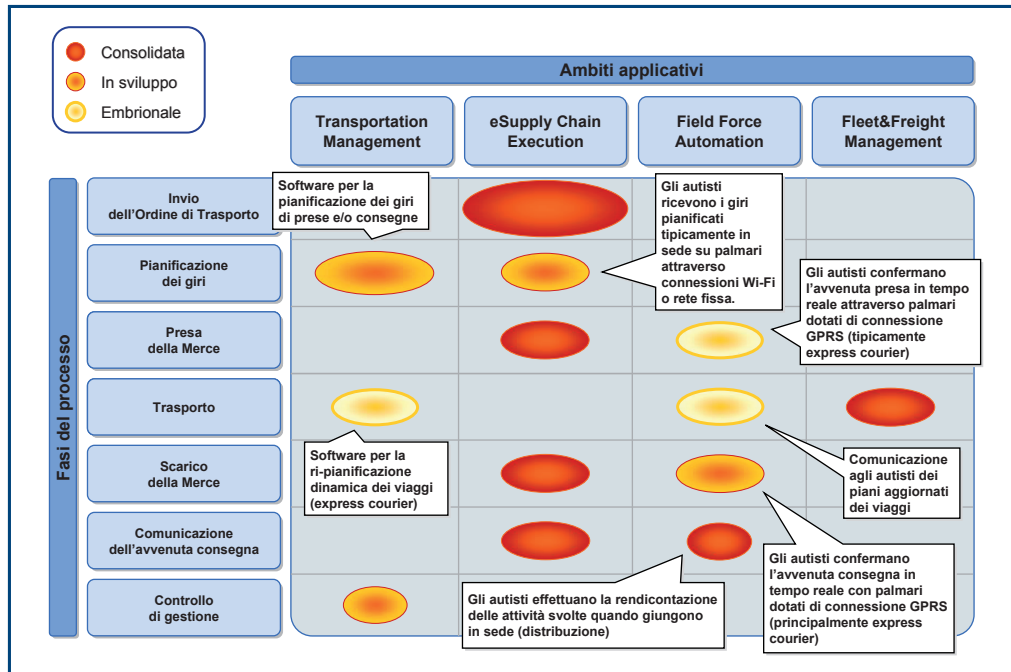 Consolidata
In sviluppo
Embrionale
Ambiti applicativi
Transportation
Management
eSupply Chain
Execution
Field Force
Automation
Fleet&Freight
Management
Fasi del processo
Invio
dell'Ordine di Trasporto
Software per la
pianificazione dei giri
di prese e/o consegne
Gli autisti
ricevono i giri
pianificati
tipicamente in
sede su palmari
attraverso
connessioni Wi-Fi
o rete fissa.
Pianificazione
dei giri
Gli autisti confermano
l'avvenuta presa in tempo
reale attraverso palmari
dotati di connessione
GPRS (tipicamente
express courier)
Presa
della Merce
Trasporto
Software per la
ri-pianificazione
dinamica dei viaggi
(express courier)
Comunicazione
agli autisti dei
piani aggiornati
dei viaggi
Scarico
della Merce
Comunicazione
dell'avvenuta consegna
Gli autisti confermano
l'avvenuta consegna in
tempo reale con palmari
dotati di connessione GPRS
(principalmente express
courier)
Gli autisti effettuano la rendicontazione
delle attività svolte quando giungono
in sede (distribuzione)
Controllo
di gestione